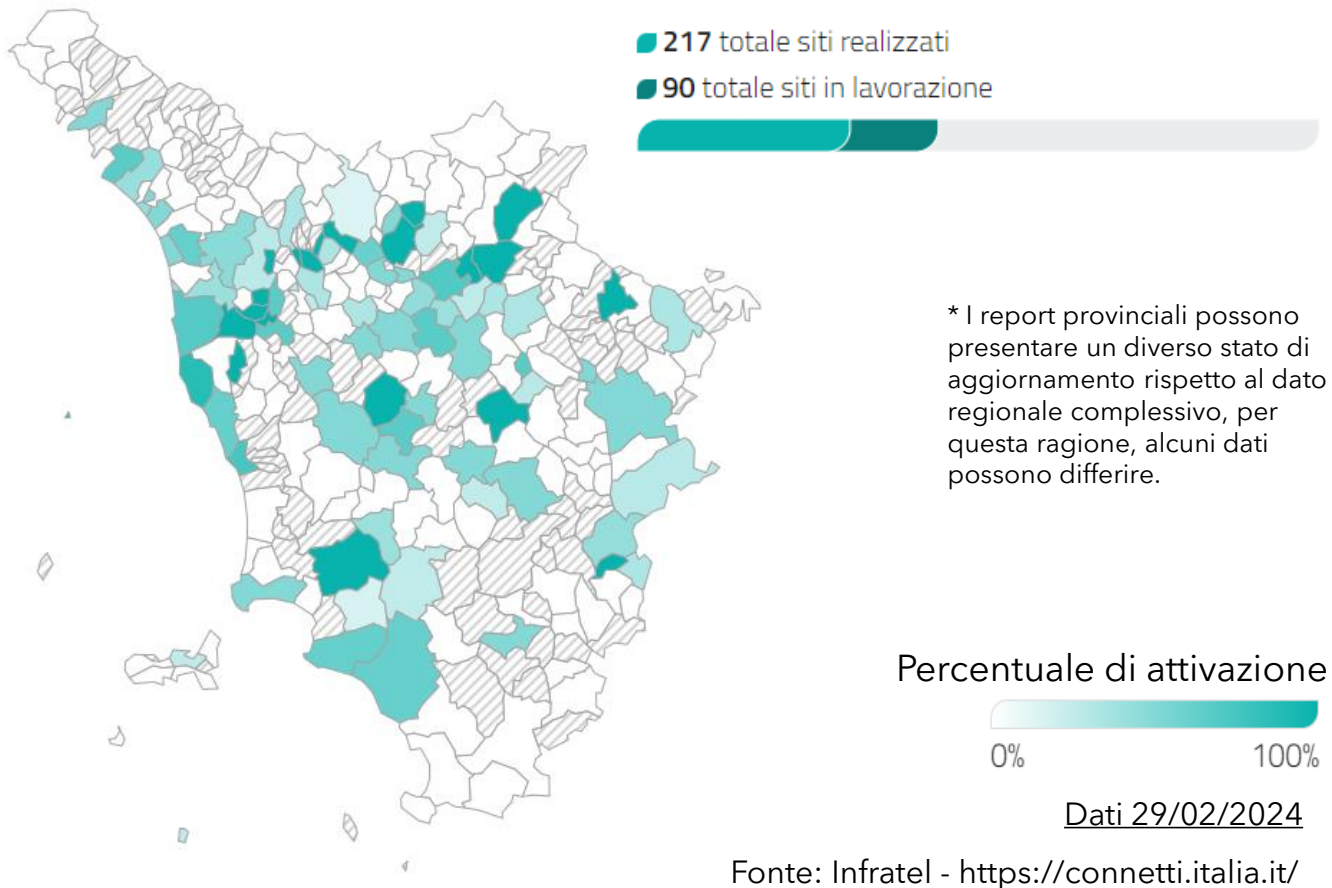 217 totale siti realizzati
90 totale siti in lavorazione
* I report provinciali possono
presentare un diverso stato di
aggiornamento rispetto al dato
regionale complessivo, per
questa ragione, alcuni dati
possono differire.
Percentuale di attivazione
0% 100%
Dati 29/02/2024
Fonte: Infratel - https://connetti.italia.it/